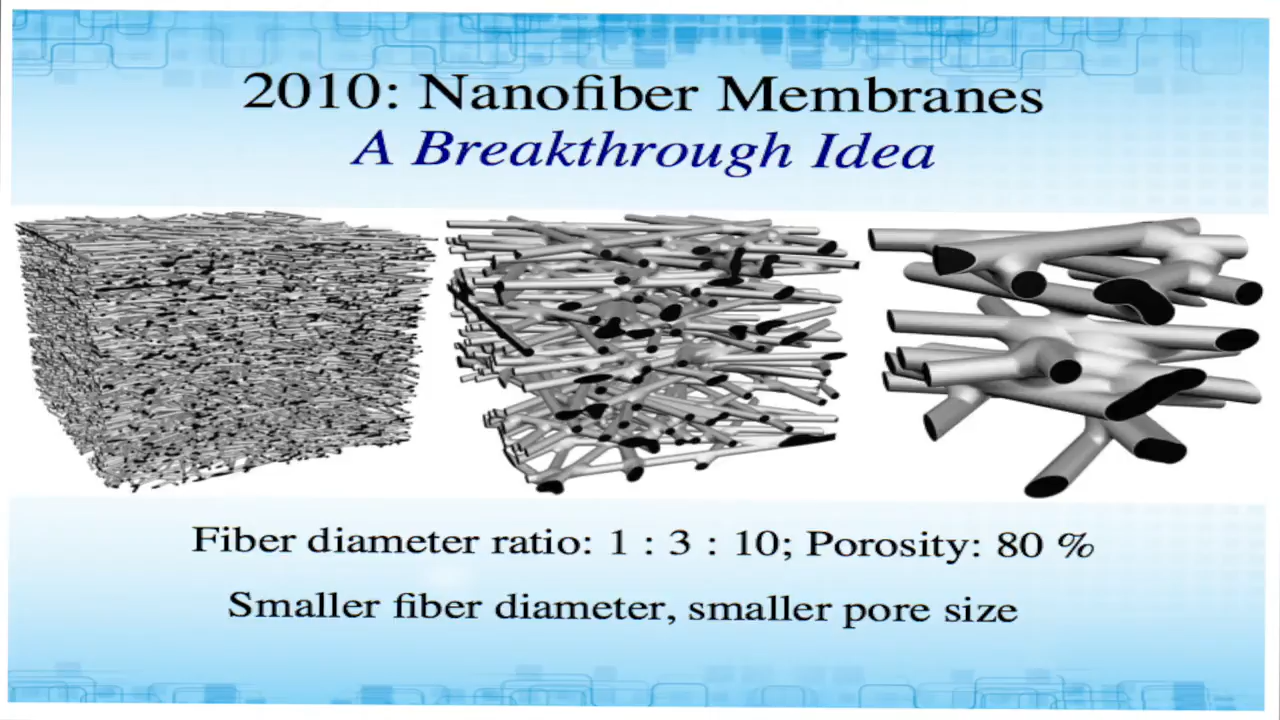 2010: Nanofiber Membranes
A Breakthrough Idea
Fiber diameter ratio: 1 : 3 : 10; Porosity: 80 %
Smaller fiber diameter, smaller pore size